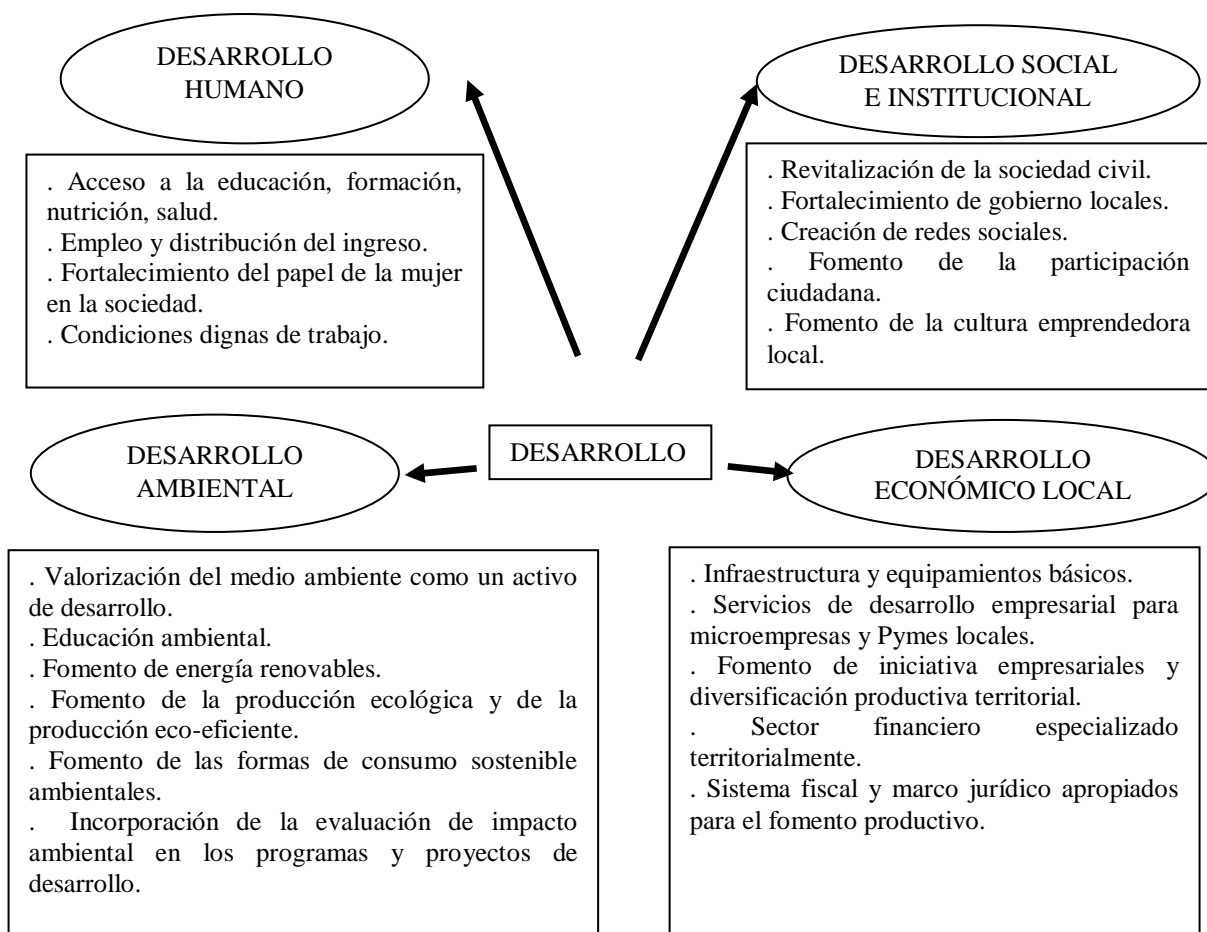 DESARROLLO
HUMANO
. Acceso a la educación, formación,
nutrición, salud.
. Empleo y distribución del ingreso.
. Fortalecimiento del papel de la mujer
en la sociedad.
. Condiciones dignas de trabajo.
DESARROLLO SOCIAL
E INSTITUCIONAL
. Revitalización de la sociedad civil.
. Fortalecimiento de gobierno locales.
. Creación de redes sociales.
. Fomento de la participación
ciudadana.
. Fomento de la cultura emprendedora
local.
DESARROLLO
DESARROLLO
AMBIENTAL
. Valorización del medio ambiente como un activo
de desarrollo.
. Educación ambiental.
. Fomento de energía renovables.
. Fomento de la producción ecológica y de la
producción eco-eficiente.
. Fomento de las formas de consumo sostenible
ambientales.
. Incorporación de la evaluación de impacto
ambiental en los programas y proyectos de
desarrollo.
DESARROLLO
ECONÓMICO LOCAL
. Infraestructura y equipamientos básicos.
. Servicios de desarrollo empresarial para
microempresas y Pymes locales.
. Fomento de iniciativa empresariales y
diversificación productiva territorial.
. Sector financiero especializado
territorialmente.
. Sistema fiscal y marco jurídico apropiados
para el fomento productivo.